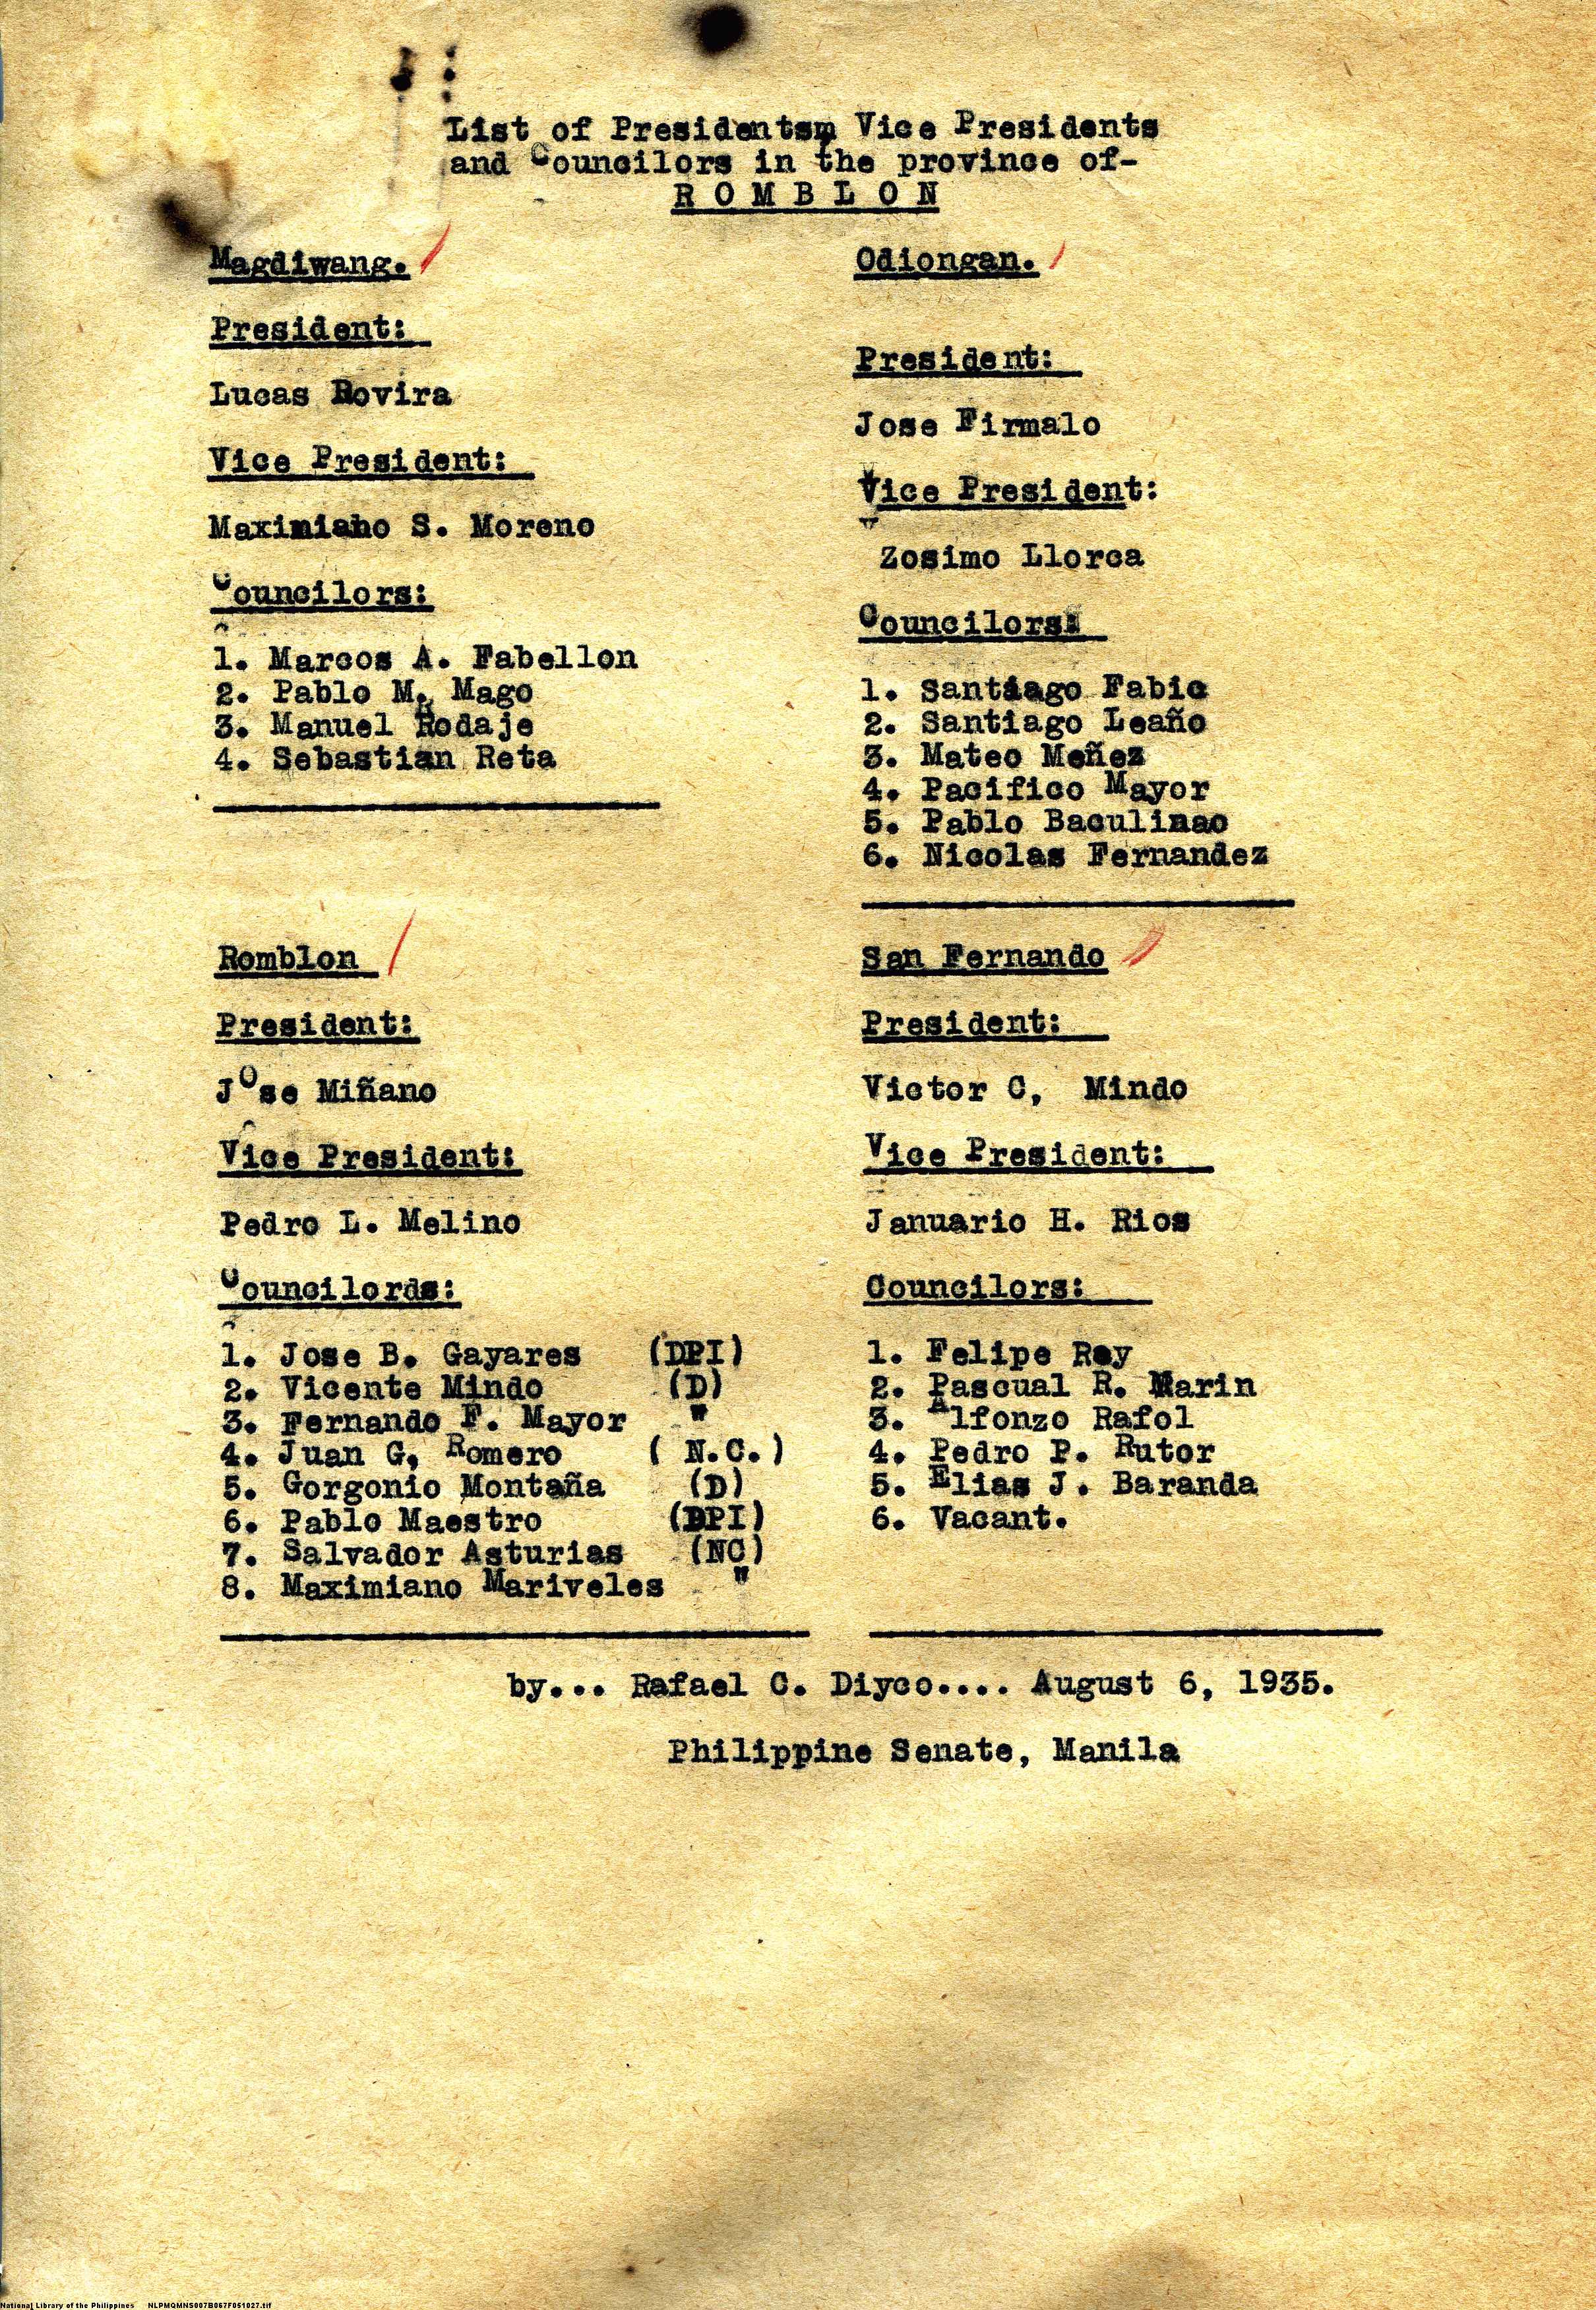 List of Presidentsm Vice Presidents
and Councilors in the province of-
R O M B L O N
Magdiwang.
President:
Lucas Rovira
Vice President:
Maximiano S. Moreno
Councilors:
1. Marcos A. Fabellon
2. Pablo M. Mago
3. Manuel Rodaje
4. Sebastian Reta
Odiongan.
President:
Jose Firmalo
Vice President:
Zosimo Llorca
Councilors:
1. Santiago Fabic
2. Santiago Leaño
3. Mateo Meñez
4. Pacifico Mayor
5. Pablo Baculinao
6. Nicolas Fernandez
Romblon
President:
Jose Miñano
Vice President:
Pedro L. Melino
Councilords:
1. Jose B. Gayares (DPI)
2. Vicente Mindo (D)
3. Fernando F. Mayor "
4. Juan G, Romero ( N.C.)
5. Gorgonio Montaña (D)
6. Pablo Maestro (DPI)
7. Salvador Asturias (NC)
8. Maximiano Mariveles "
San Fernando
President:
Victor C, Mindo
Vice President:
Januario H. Rios
Councilors:
1. Felipe Rey
2. Pascual R. Marin
3. Alfonzo Rafol
4. Pedro P. Rutor
5. Elias J. Baranda
6. Vacant.
by... Rafael C. Diyco.... August 6, 1935.
Philippine Senate, Manila
National Library of the Philippines NLPMQMNS007B067F051027.tif